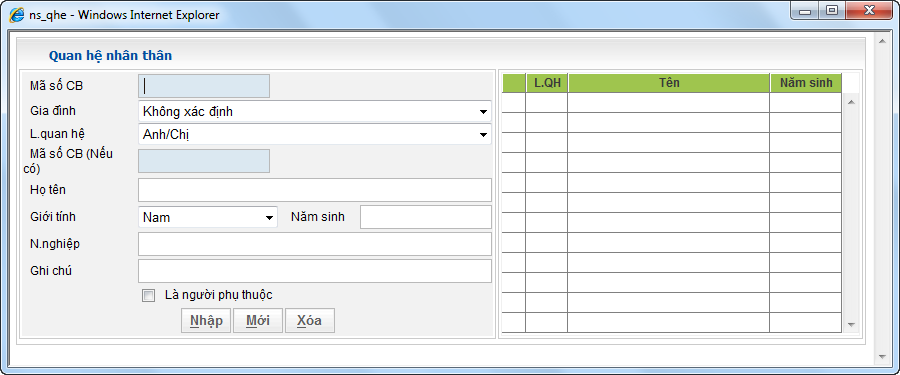 ns_qhe - Windows Internet Explorer
Quan hệ nhân thân
Mã số CB
Gia đình Không xác định
L.quan hệ Anh/Chị
Mã số CB (Nếu
có)
Họ tên
Giới tính Nam Năm sinh
N.nghiệp
Ghi chú
Là người phụ thuộc
Nhập Mới Xóa
L.QH Tên Năm sinh